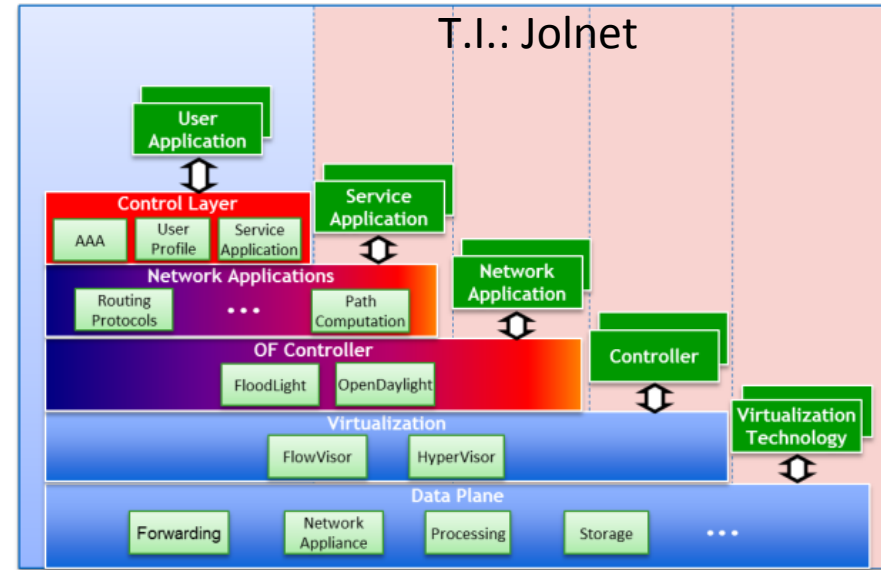 T.I.: Jolnet
User
Application
Control Layer
AAA
User
Profile
Service
Application
Service
Application
Network Applications
Routing
Protocols
...
Path
Computation
Network
Application
OF Controller
FloodLight
OpenDaylight
Controller
Virtualization
FlowVisor
HyperVisor
Virtualization
Technology
Data Plane
Forwarding
Network
Appliance
Processing
Storage
...